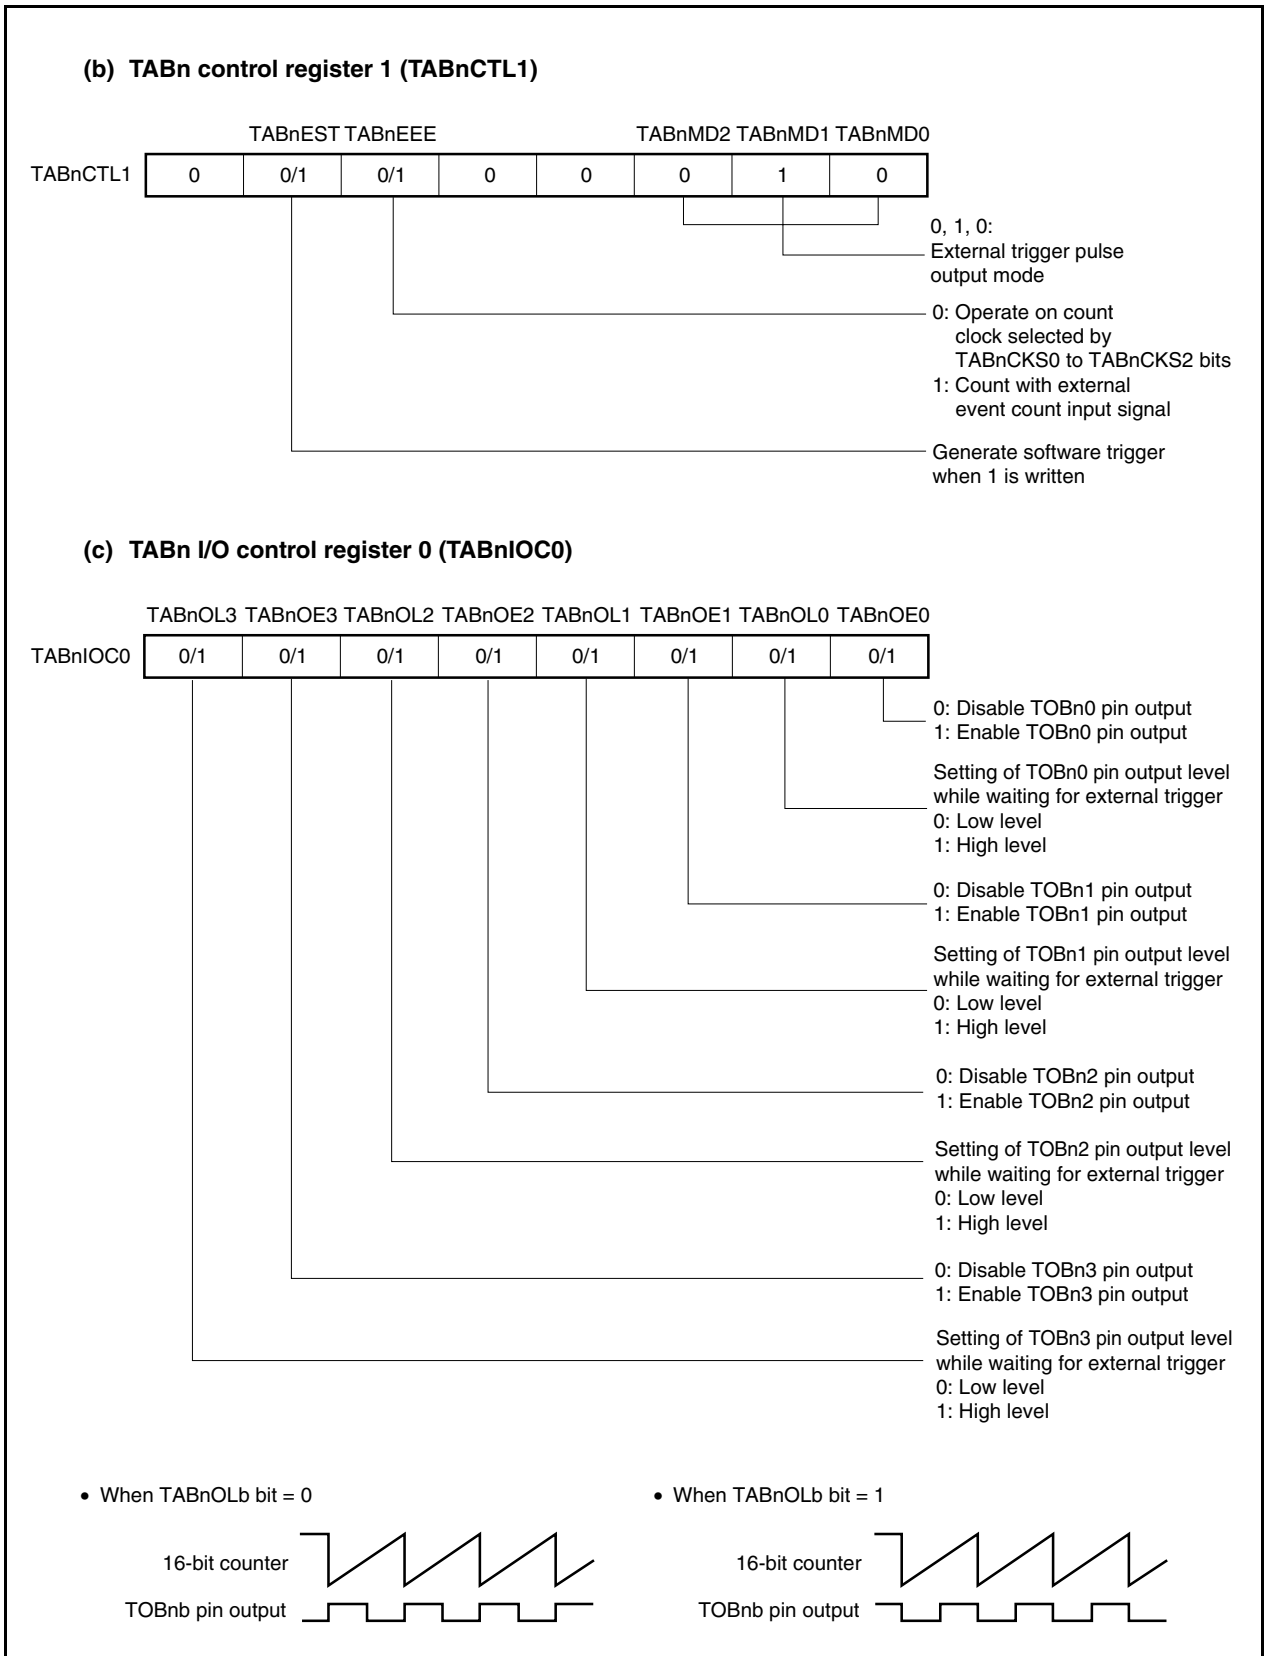 (b) TABn control register 1 (TABnCTL1)
TABnEST TABnEEE TABnMD2 TABnMD1 TABnMD0
TABnCTL1 0 0/1 0/1 0 0 0 1 0
0, 1, 0:
External trigger pulse
output mode
0: Operate on count
clock selected by
TABnCKS0 to TABnCKS2 bits
1: Count with external
event count input signal
Generate software trigger
when 1 is written
(c) TABn I/O control register 0 (TABnIOC0)
TABnOL3 TABnOE3 TABnOL2 TABnOE2 TABnOL1 TABnOE1 TABnOL0 TABnOE0
TABnIOC0 0/1 0/1 0/1 0/1 0/1 0/1 0/1 0/1
0: Disable TOBn0 pin output
1: Enable TOBn0 pin output
Setting of TOBn0 pin output level
while waiting for external trigger
0: Low level
1: High level
0: Disable TOBn1 pin output
1: Enable TOBn1 pin output
Setting of TOBn1 pin output level
while waiting for external trigger
0: Low level
1: High level
0: Disable TOBn2 pin output
1: Enable TOBn2 pin output
Setting of TOBn2 pin output level
while waiting for external trigger
0: Low level
1: High level
0: Disable TOBn3 pin output
1: Enable TOBn3 pin output
Setting of TOBn3 pin output level
while waiting for external trigger
0: Low level
1: High level
• When TABnOLb bit = 0
16-bit counter
TOBnb pin output
• When TABnOLb bit = 1
16-bit counter
TOBnb pin output